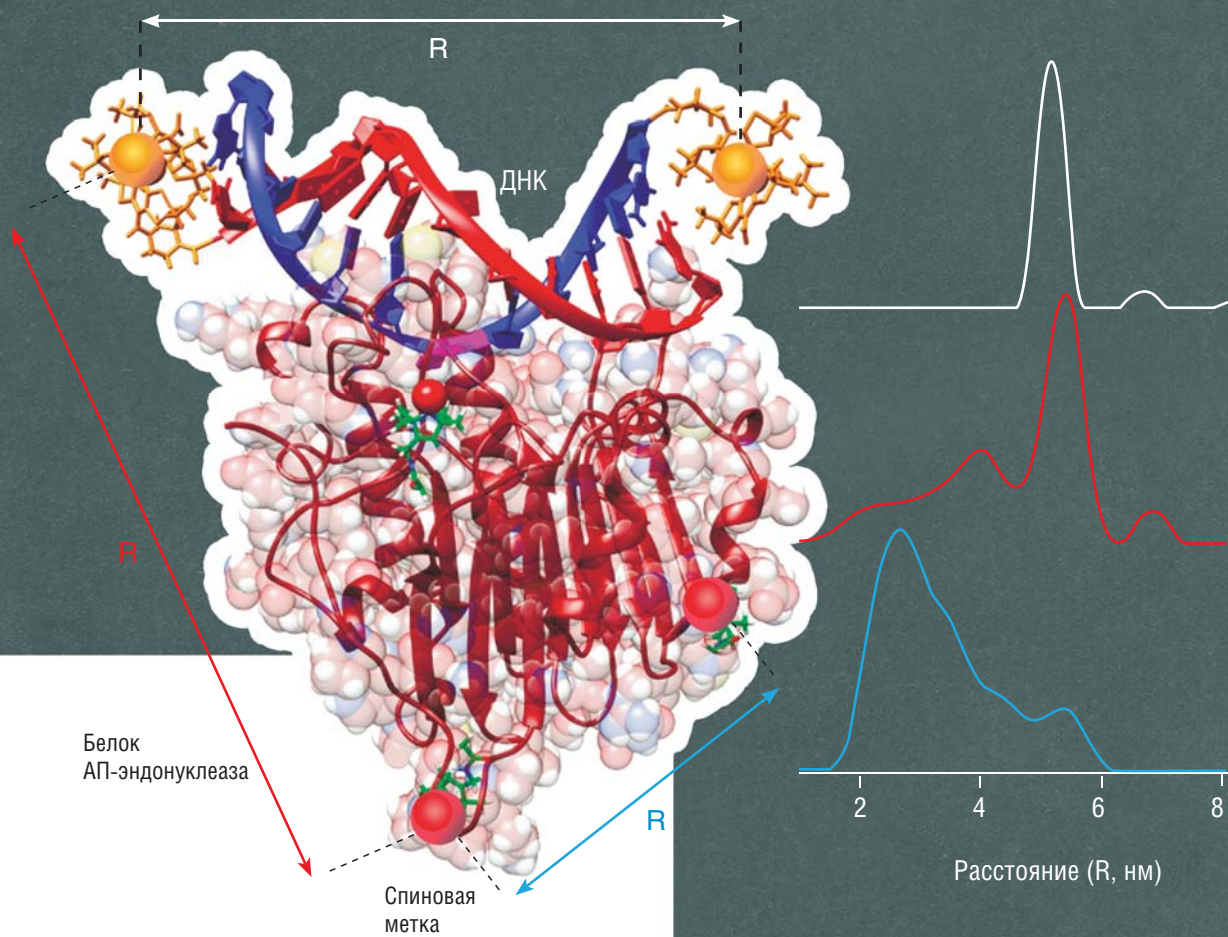 R
ДНК
R
Белок
АП-эндонуклеаза
R
Спиновая
метка
2 4 6 8
Расстояние (R, нм)